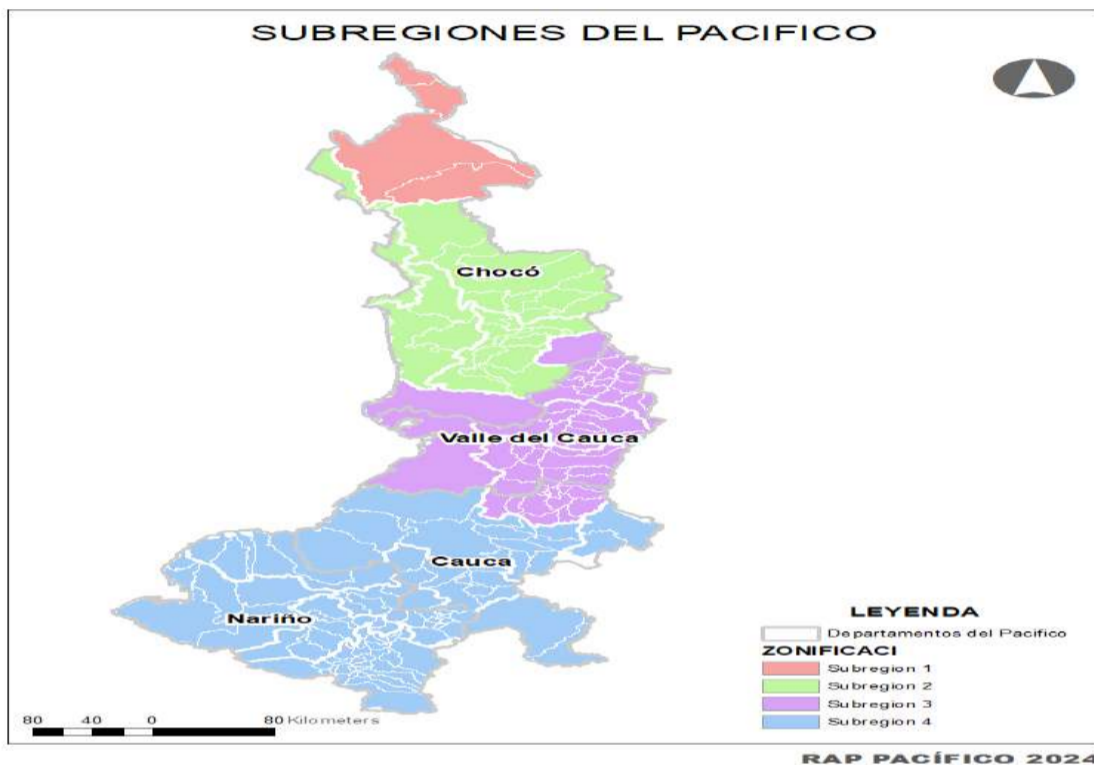 SUBREGIONES DEL PACIFICO
Chocó
Valle del Cauca
Cauca
Nariño
LEYENDA
Departamentos del Pacifico
ZONIFICACI
Subregion 1
Subregion 2
Subregion 3
Subregion 4
80 40 0 80 Kilometers
RAP PACÍFICO 2024